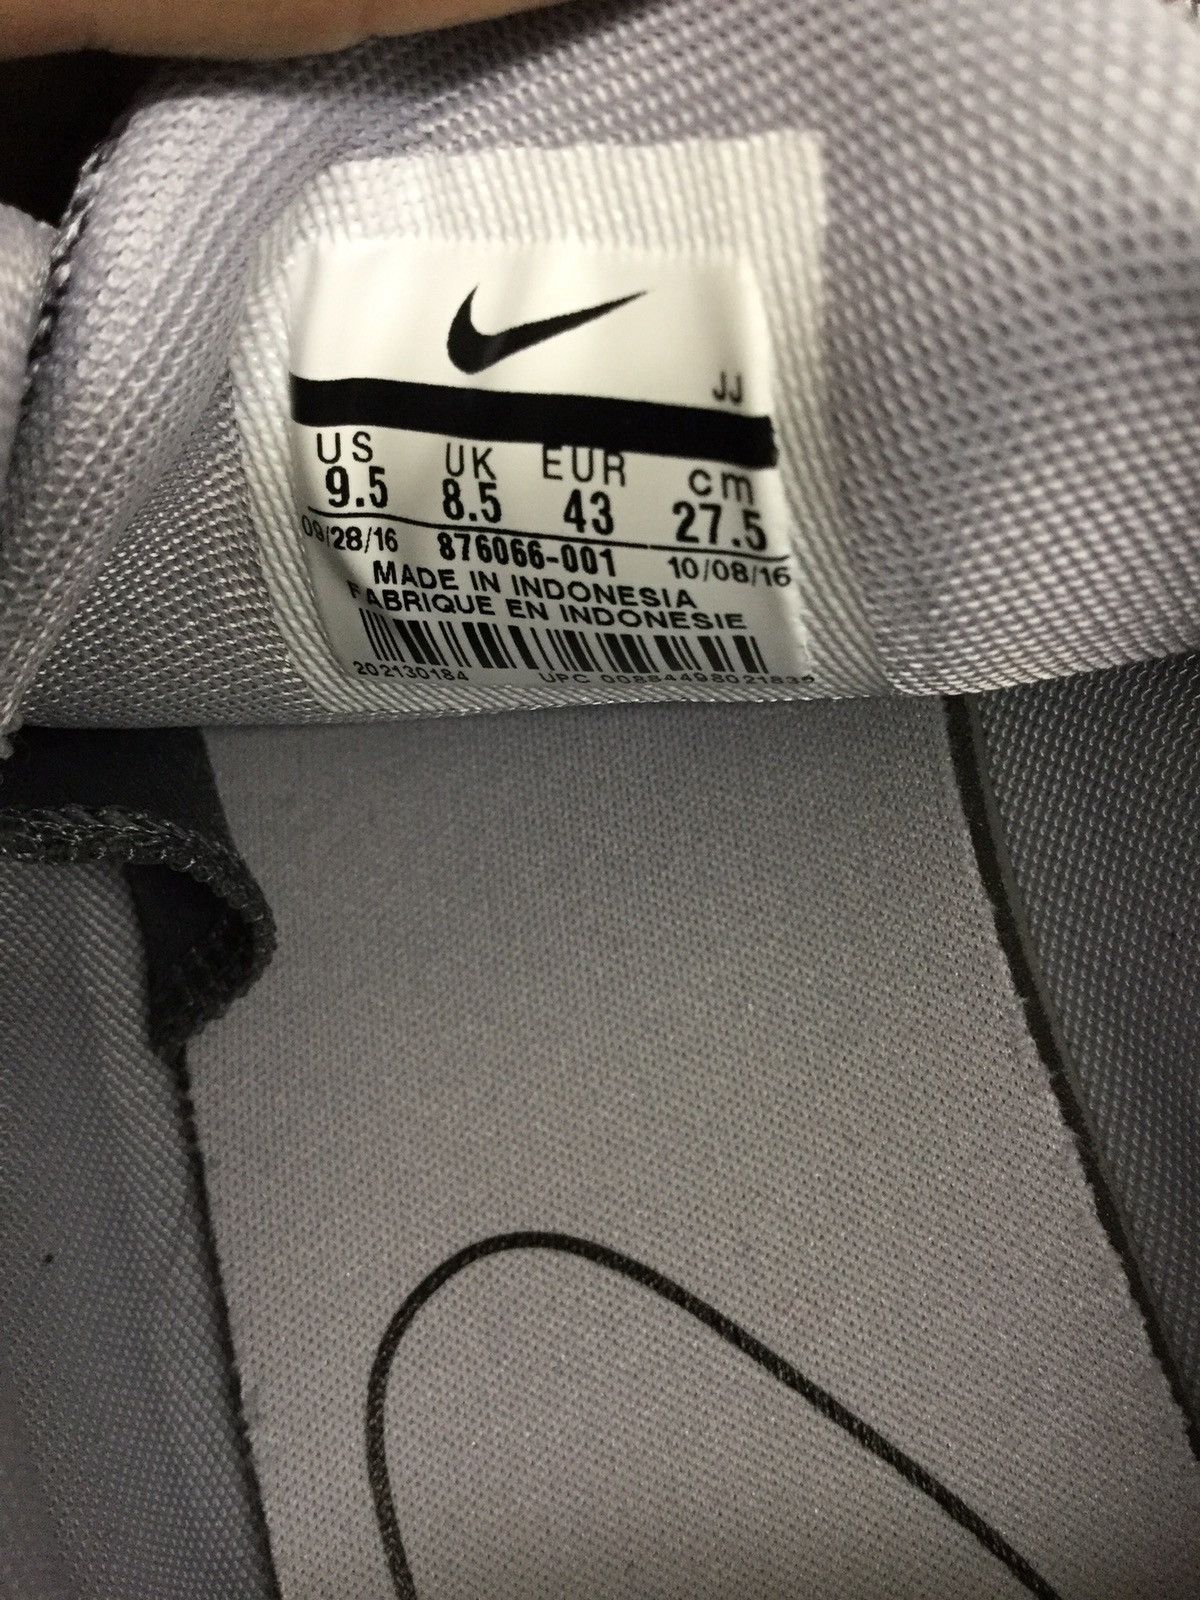 JJ
US UK EUR cm
9.5 8.5 43 27.5
09/28/16 876066-001 10/08/16
MADE IN INDONESIA
FABRIQUE EN INDONESIE
202130184 UPC